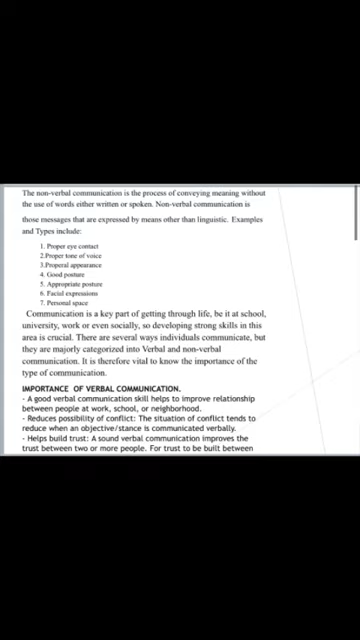 The non-verbal communication is the process of conveying meaning without
the use of words either written or spoken. Non-verbal communication is
those messages that are expressed by means other than linguistic. Examples
and Types include:
1. Proper eye contact
2.Proper tone of voice
3.Properal appearance
4. Good posture
5. Appropriate posture
6. Facial expressions
7. Personal space
Communication is a key part of getting through life, be it at school,
university, work or even socially, so developing strong skills in this
area is crucial. There are several ways individuals communicate, but
they are majorly categorized into Verbal and non-verbal
communication. It is therefore vital to know the importance of the
type of communication.
IMPORTANCE OF VERBAL COMMUNICATION.
- A good verbal communication skill helps to improve relationship
between people at work, school, or neighborhood.
- Reduces possibility of conflict: The situation of conflict tends to
reduce when an objective/stance is communicated verbally.
- Helps build trust: A sound verbal communication improves the
trust between two or more people. For trust to be built between